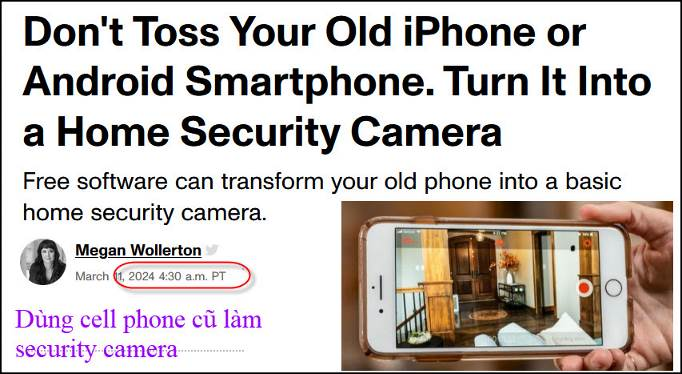 Don't Toss Your Old iPhone or
Android Smartphone. Turn It Into
a Home Security Camera
Free software can transform your old phone into a basic
home security camera.
Megan Wollerton
March 11, 2024 4:30 a.m. PT
Dùng cell phone cũ làm
security camera